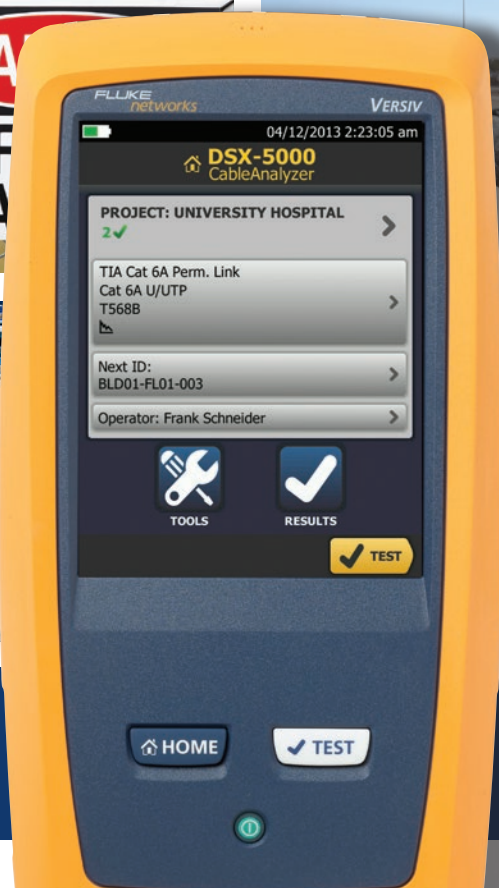 FLUKE
networks
VERSIV
04/12/2013 2:23:05 am
DSX-5000
CableAnalyzer
PROJECT: UNIVERSITY HOSPITAL
2
TIA Cat 6A Perm. Link
Cat 6A U/UTP
T568B
Next ID:
BLD01-FL01-003
Operator: Frank Schneider
TOOLS
RESULTS
TEST
HOME
TEST